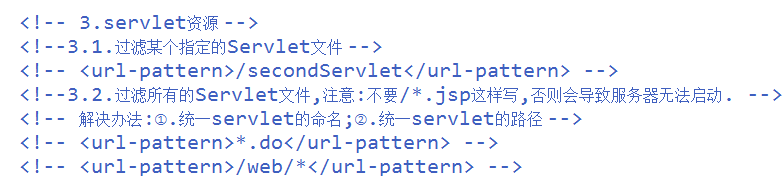 <!-- 3.servlet资源 -->
<!--3.1.过滤某个指定的Servlet文件 -->
<!-- <url-pattern>/secondServlet</url-pattern> -->
<!--3.2.过滤所有的Servlet文件,注意:不要/*.jsp这样写,否则会导致服务器无法启动. -->
<!-- 解决办法:①.统一servlet的命名;②.统一servlet的路径 -->
<!-- <url-pattern>*.do</url-pattern> -->
<!-- <url-pattern>/web/*</url-pattern> -->